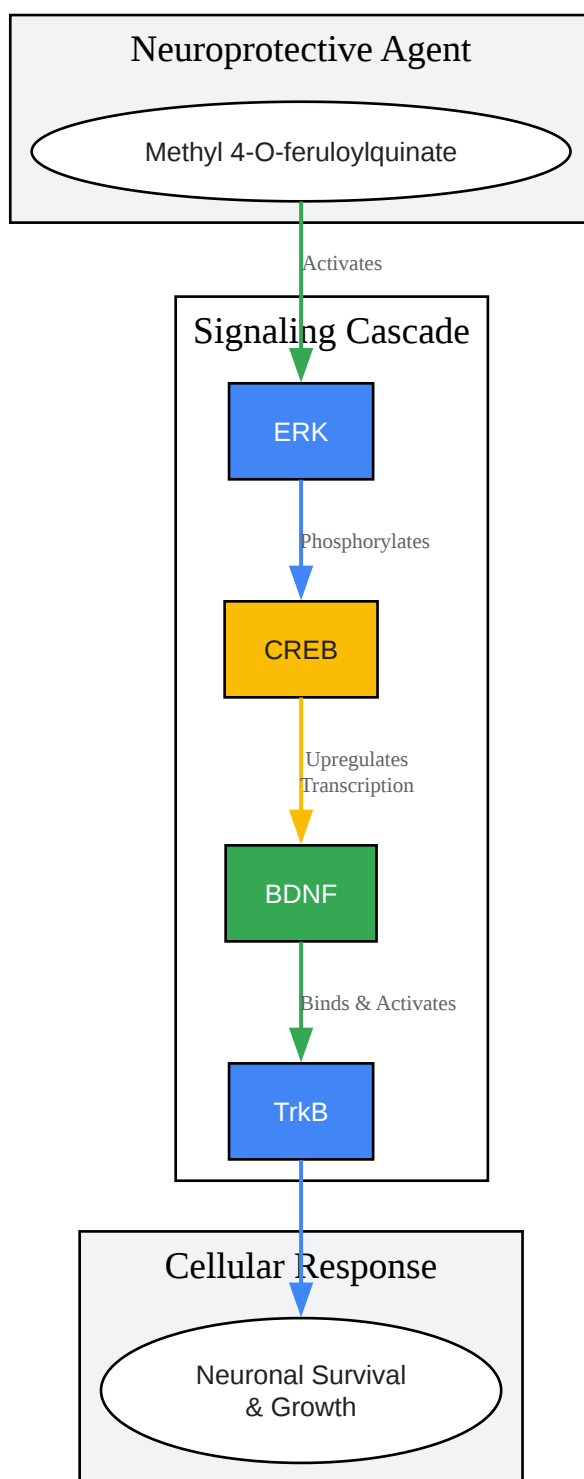 Neuroprotective Agent
Methyl 4-O-feruloylquinate
Activates
Signaling Cascade
ERK
Phosphorylates
CREB
Upregulates
Transcription
BDNF
Binds & Activates
TrkB
Cellular Response
Neuronal Survival
& Growth